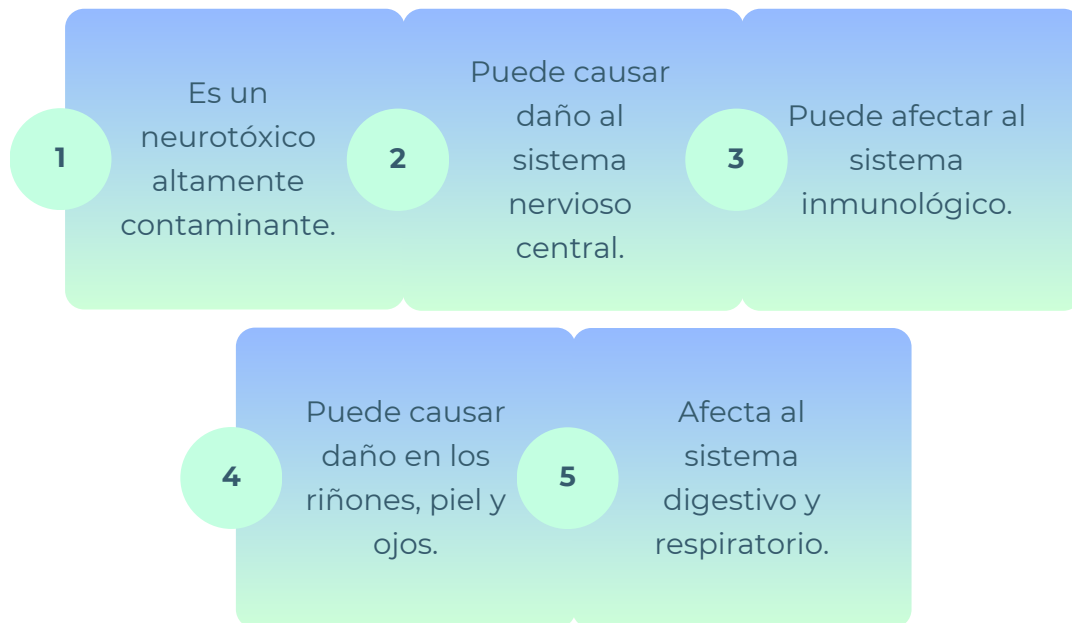 1
Es un
neurotóxico
altamente
contaminante.
2
Puede causar
daño al
sistema
nervioso
central.
3
Puede afectar al
sistema
inmunológico.
4
Puede causar
daño en los
riñones, piel y
ojos.
5
Afecta al
sistema
digestivo y
respiratorio.